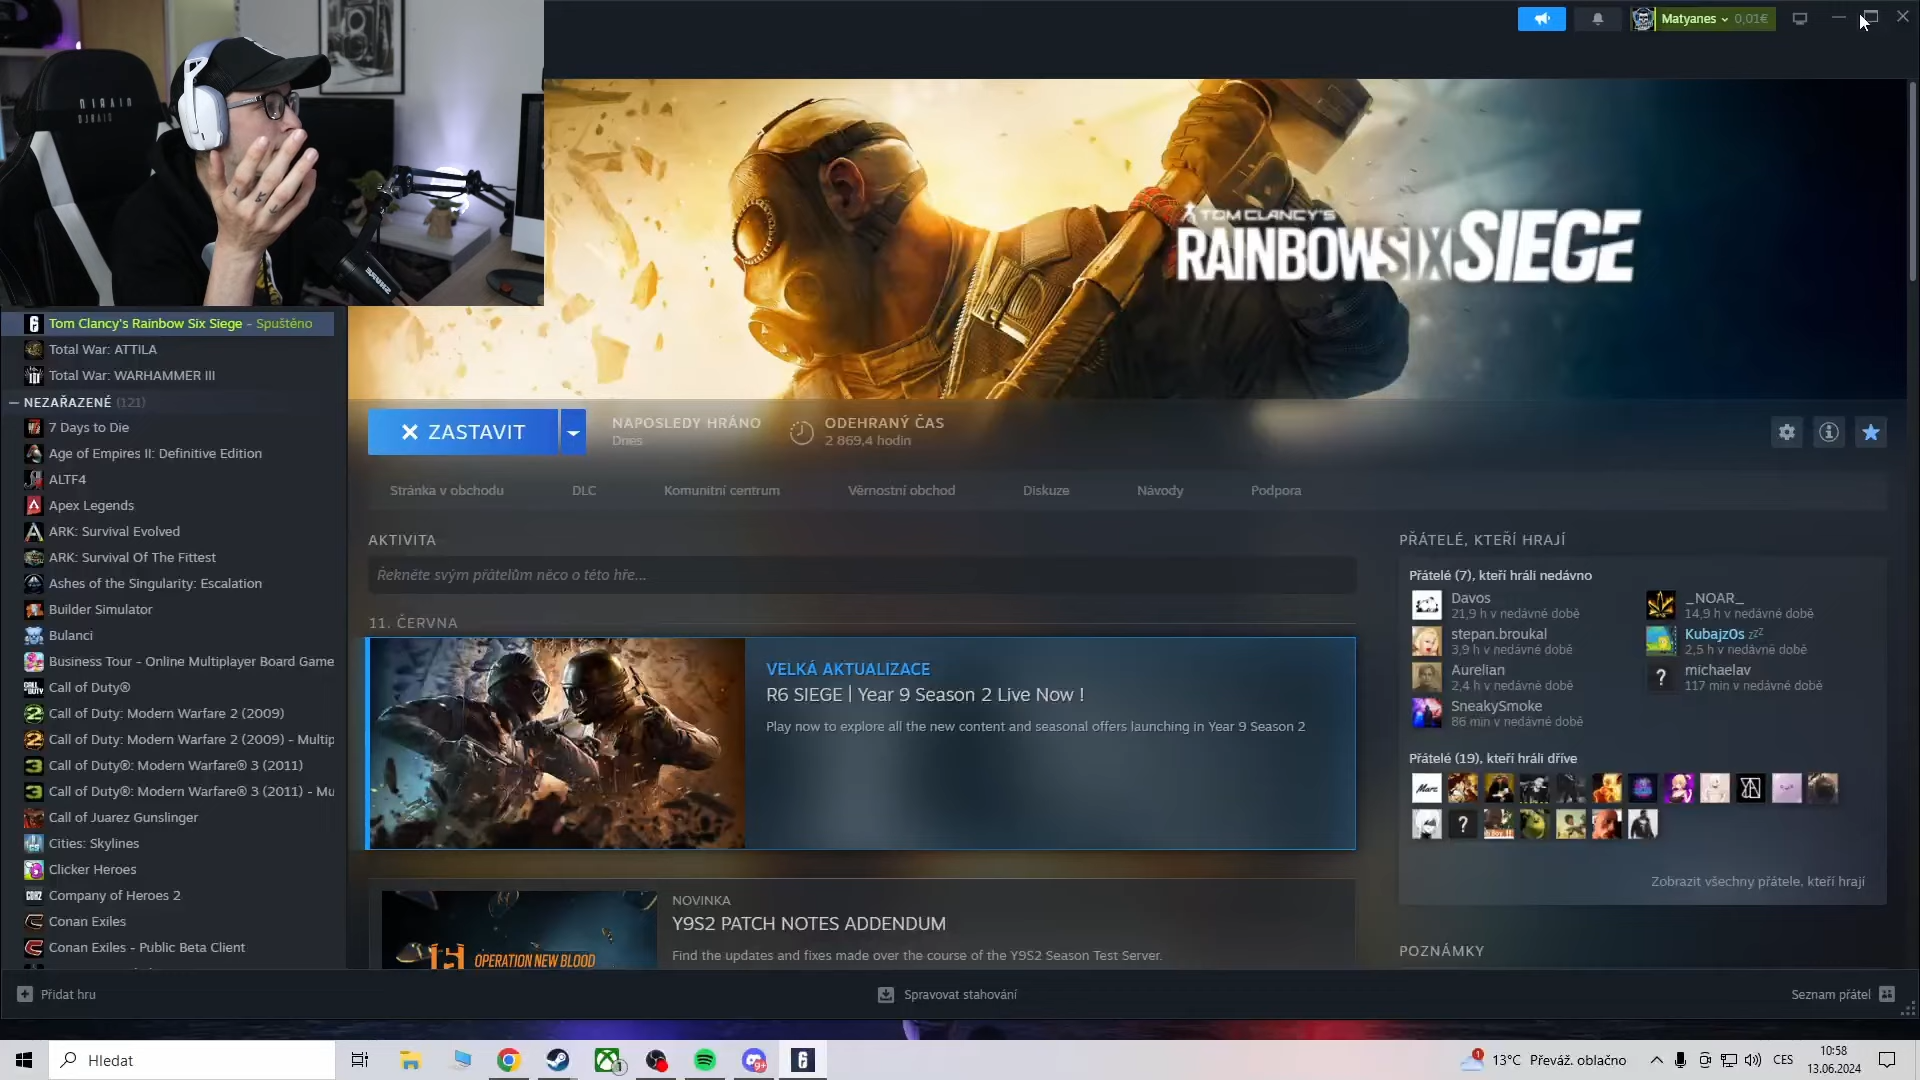 Matyanes 0,01€
TOM CLANCY'S
RAINBOWSIXSIEGE
Tom Clancy's Rainbow Six Siege - Spuštěno
Total War: ATTILA
Total War: WARHAMMER III
— NEZAŘAZENÉ (121)
7 Days to Die
Age of Empires II: Definitive Edition
ALTF4
Apex Legends
ARK: Survival Evolved
ARK: Survival Of The Fittest
Ashes of the Singularity: Escalation
Builder Simulator
Bulanci
Business Tour - Online Multiplayer Board Game
Call of Duty®
Call of Duty: Modern Warfare 2 (2009)
Call of Duty: Modern Warfare 2 (2009) - Multip
Call of Duty®: Modern Warfare® 3 (2011)
Call of Duty®: Modern Warfare® 3 (2011) - Mu
Call of Juarez Gunslinger
Cities: Skylines
Clicker Heroes
Company of Heroes 2
Conan Exiles
Conan Exiles - Public Beta Client
ZASTAVIT
NAPOSLEDY HRÁNO
Dnes
ODEHRANÝ ČAS
2 869,4 hodin
Stránka v obchodu DLC Komunitní centrum Věrnostní obchod Diskuze Návody Podpora
AKTIVITA
Řekněte svým přátelům něco o této hře...
11. ČERVNA
VELKÁ AKTUALIZACE
R6 SIEGE | Year 9 Season 2 Live Now !
Play now to explore all the new content and seasonal offers launching in Year 9 Season 2
NOVINKA
Y9S2 PATCH NOTES ADDENDUM
Find the updates and fixes made over the course of the Y9S2 Season Test Server.
OPERATION NEW BLOOD
PŘÁTELÉ, KTEŘÍ HRAJÍ
Přátelé (7), kteří hráli nedávno
Davos
21,9 h v nedávné době
_NOAR_
14,9 h v nedávné době
stepan.broukal
3,9 h v nedávné době
KubajzOs zzz
2,5 h v nedávné době
Aurelian
2,4 h v nedávné době
michaelav
117 min v nedávné době
SneakySmoke
86 min v nedávné době
Přátelé (19), kteří hráli dříve
Zobrazit všechny přátele, kteří hrají
POZNÁMKY
Přidat hru
Spravovat stahování
Seznam přátel
Hledat
13°C Převáž. oblačno
CES
10:58
13.06.2024